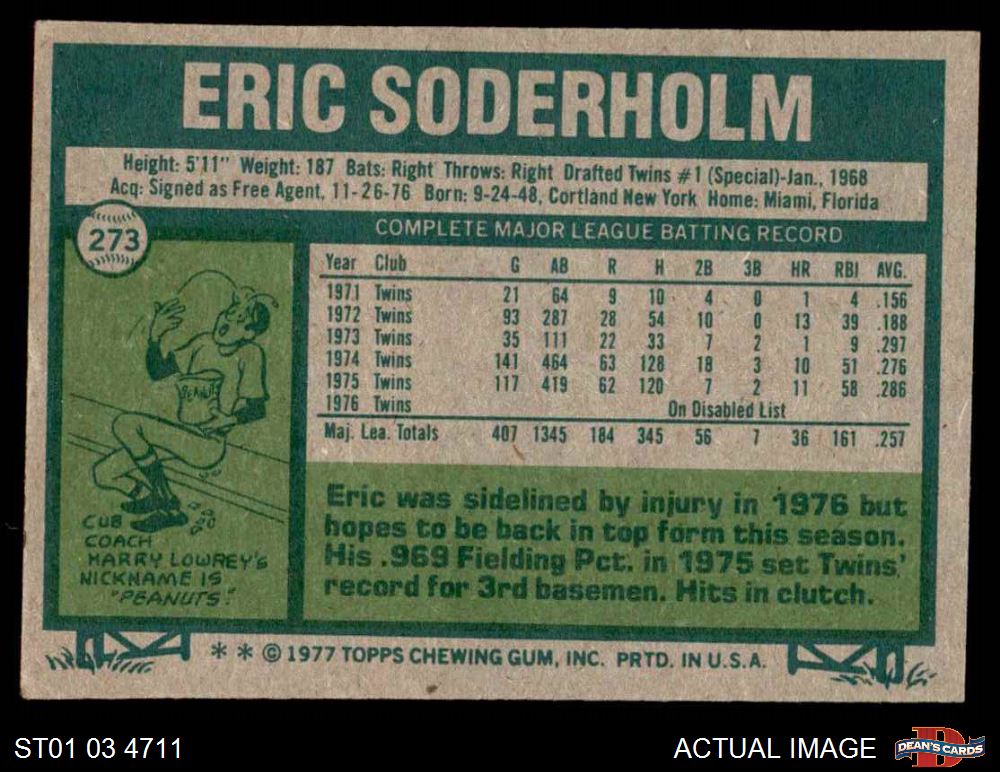 ERIC SODERHOLM
Height: 5'11" Weight: 187 Bats: Right Throws: Right Drafted Twins #1 (Special)-Jan., 1968
Acq: Signed as Free Agent, 11-26-76 Born: 9-24-48, Cortland New York Home: Miami, Florida
273
COMPLETE MAJOR LEAGUE BATTING RECORD
Year Club G AB R H 2B 3B HR RBI AVG.
1971 Twins 21 64 9 10 4 0 1 4 .156
1972 Twins 93 287 28 54 10 0 13 39 .188
1973 Twins 35 111 22 33 7 2 1 9 .297
1974 Twins 141 464 63 128 18 3 10 51 .276
1975 Twins 117 419 62 120 7 2 11 58 .286
1976 Twins On Disabled List
Maj. Lea. Totals 407 1345 184 345 56 7 36 161 .257
PEANUTS
CUB
COACH
HARRY LOWREY'S
NICKNAME IS
"PEANUTS."
Eric was sidelined by injury in 1976 but
hopes to be back in top form this season.
His .969 Fielding Pct. in 1975 set Twins'
record for 3rd basemen. Hits in clutch.
* * © 1977 TOPPS CHEWING GUM, INC. PRTD. IN U.S.A.
ST01 03 4711
ACTUAL IMAGE
D
DEAN'S CARDS